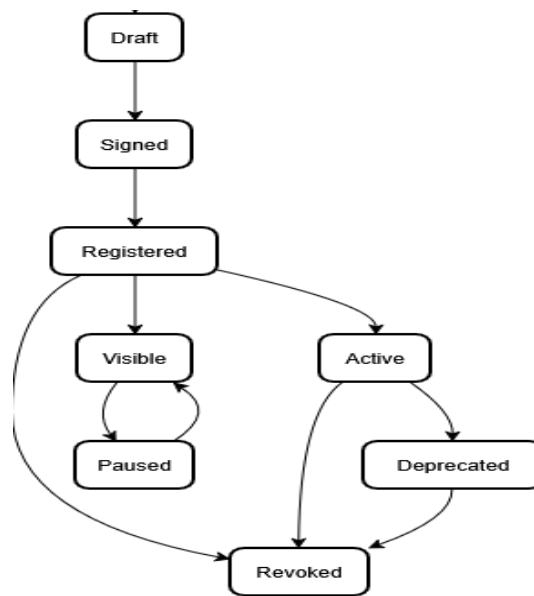 Draft
Signed
Registered
Visible
Active
Paused
Deprecated
Revoked